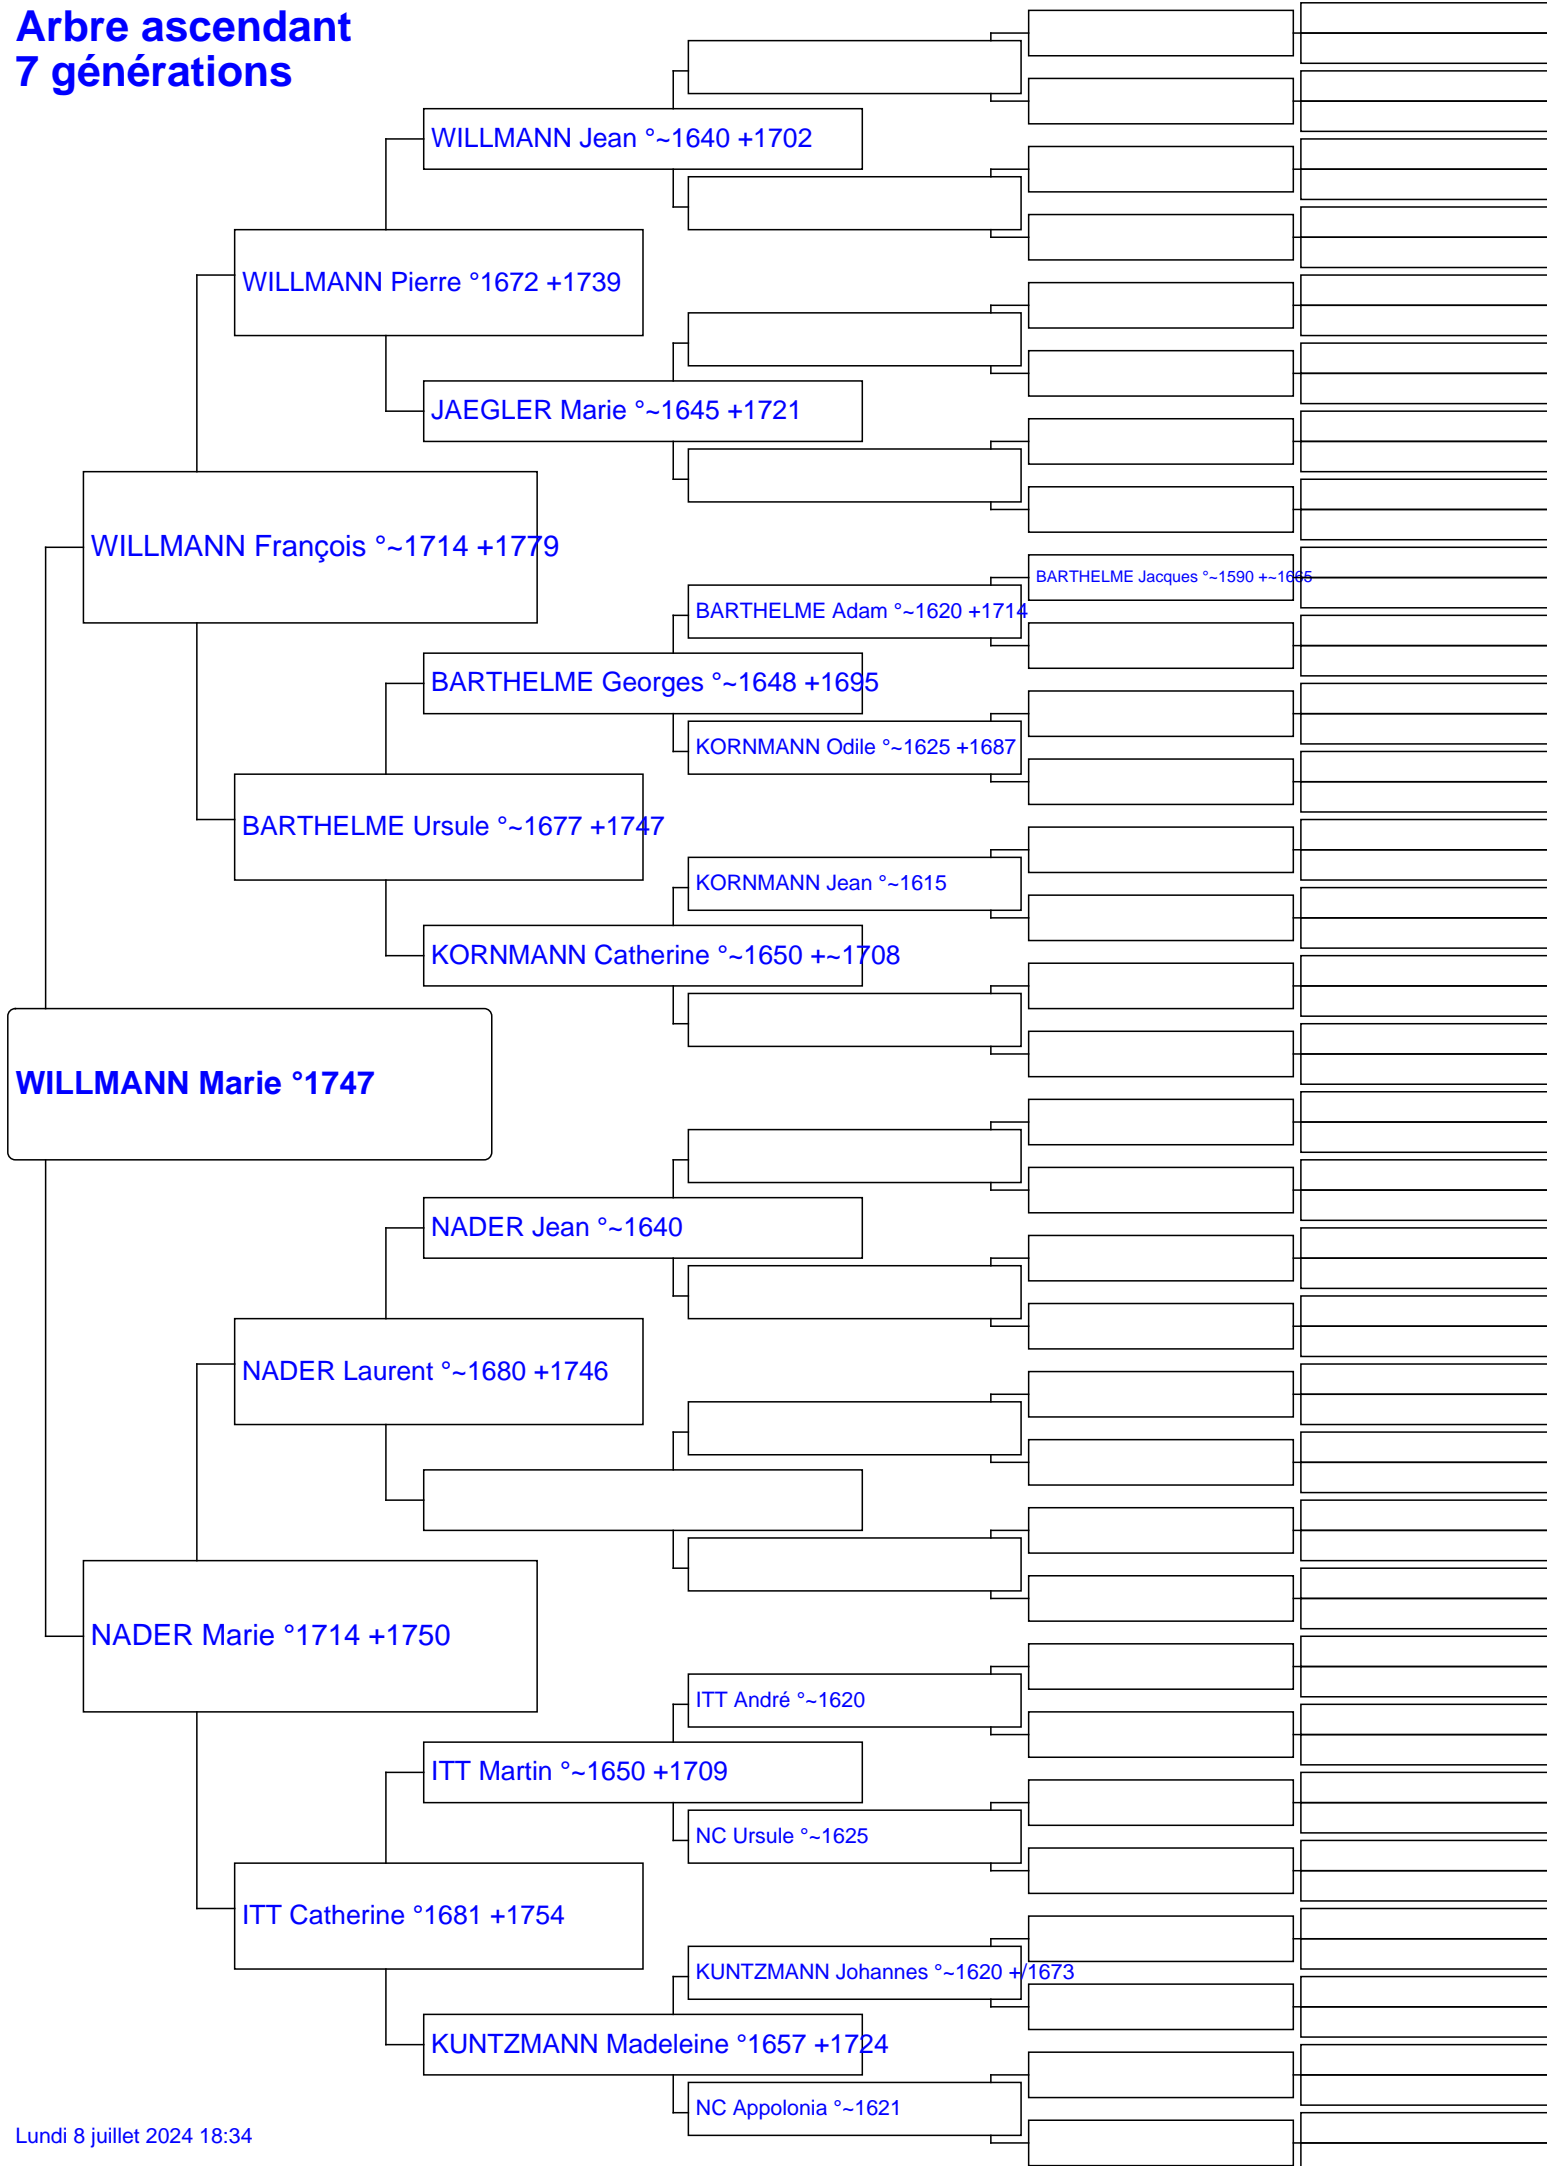 Arbre ascendant
7 générations
WILLMANN Jean °~1640 +1702
WILLMANN Pierre °1672 +1739
JAEGLER Marie °~1645 +1721
WILLMANN François °~1714 +1779
BARTHELME Jacques °~1590 +~1665
BARTHELME Adam °~1620 +1714
BARTHELME Georges °~1648 +1695
KORNMANN Odile °~1625 +1687
BARTHELME Ursule °~1677 +1747
KORNMANN Jean °~1615
KORNMANN Catherine °~1650 +~1708
WILLMANN Marie °1747
NADER Jean °~1640
NADER Laurent °~1680 +1746
NADER Marie °1714 +1750
ITT André °~1620
ITT Martin °~1650 +1709
NC Ursule °~1625
ITT Catherine °1681 +1754
KUNTZMANN Johannes °~1620 +/1673
KUNTZMANN Madeleine °1657 +1724
NC Appolonia °~1621
Lundi 8 juillet 2024 18:34